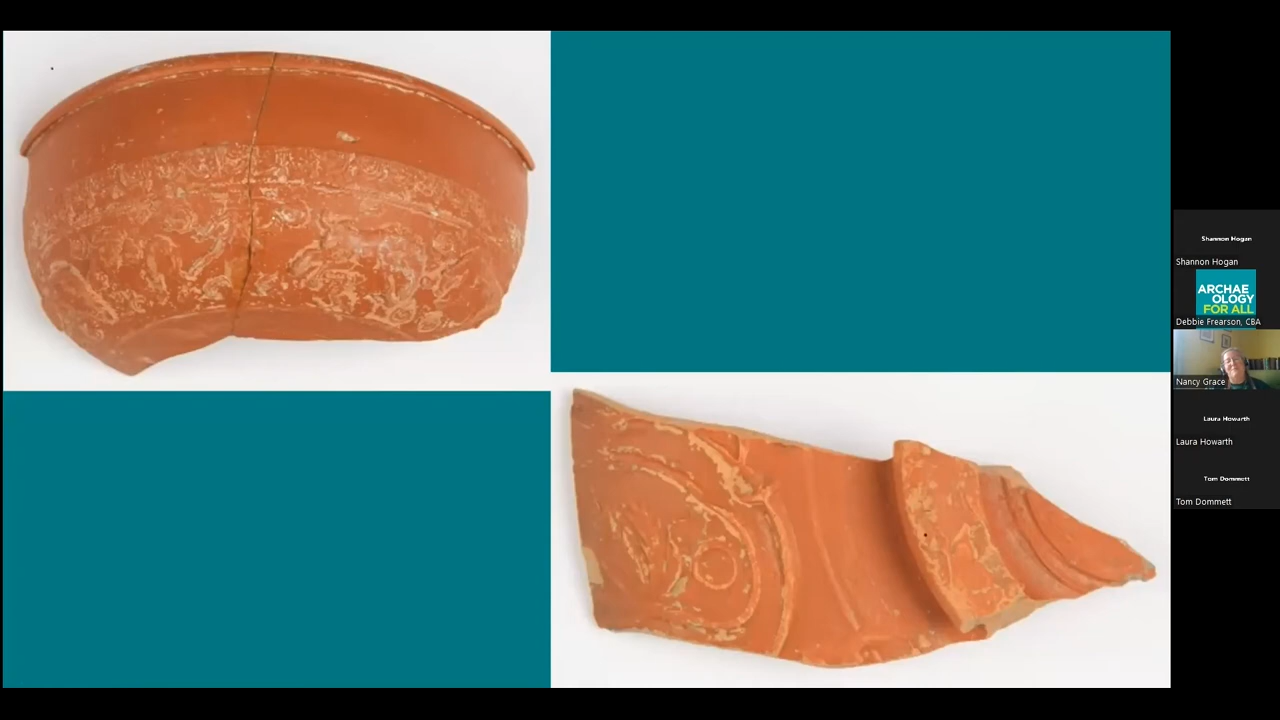 Shannon Hogan
Shannon Hogan
ARCHAE
OLOGY
FOR ALL
Debbie Frearson, CBA
Nancy Grace
Laura Howarth
Laura Howarth
Tom Dommett
Tom Dommett